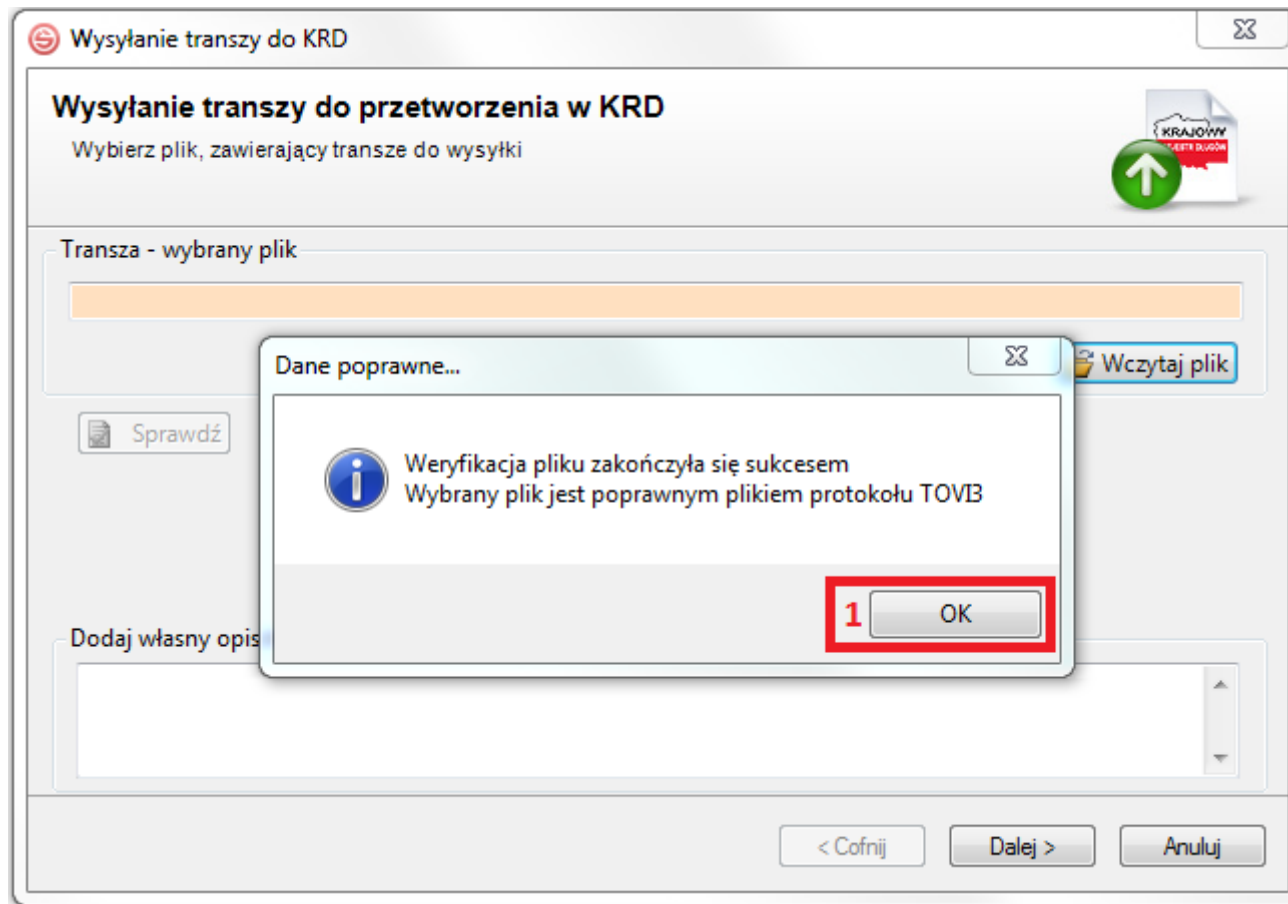 Wysyłanie transzy do KRD
Wysyłanie transzy do przetworzenia w KRD
Wybierz plik, zawierający transze do wysyłki
KRAJOWY
Transza - wybrany plik
Wczytaj plik
Dane poprawne...
Sprawdź
Weryfikacja pliku zakończyła się sukcesem
Wybrany plik jest poprawnym plikiem protokołu TOVI3
1 OK
Dodaj własny opis
< Cofnij Dalej > Anuluj